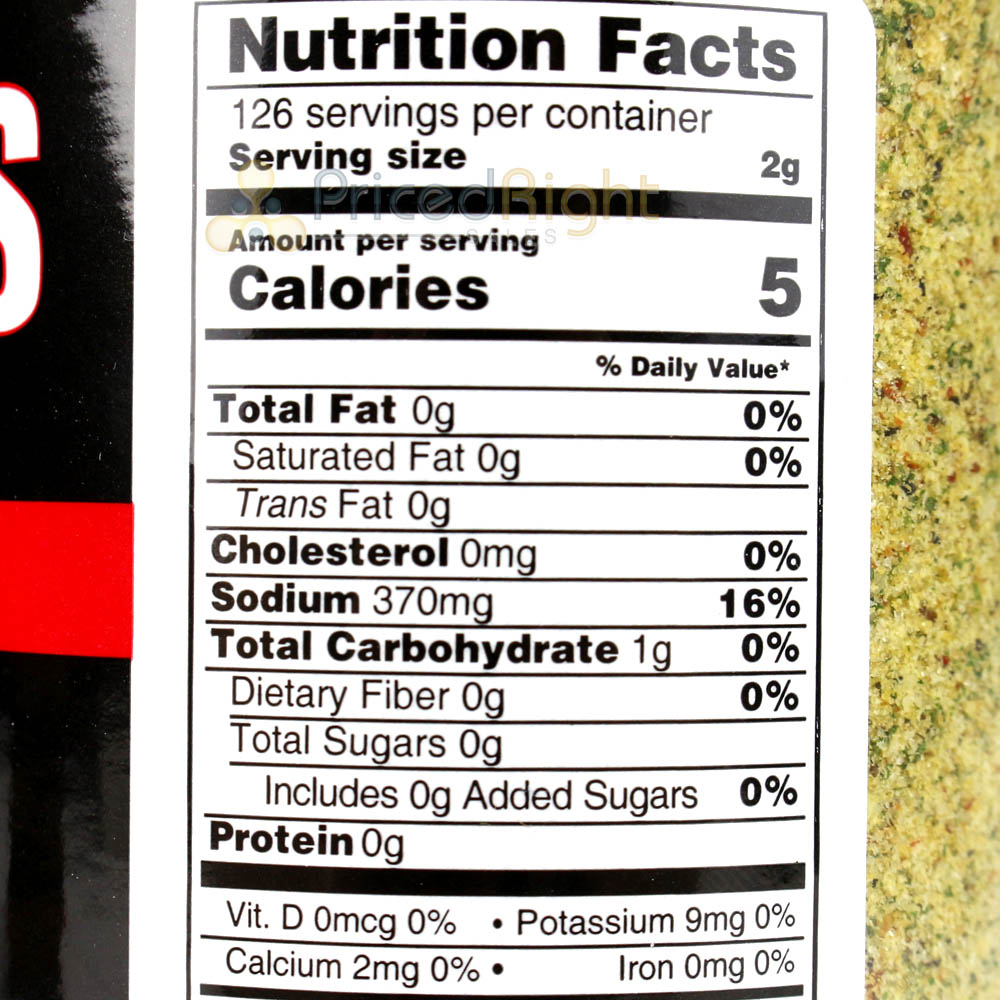 S
Nutrition Facts
126 servings per container
Serving size 2g
PricedRight
SALES
Amount per serving
Calories 5
% Daily Value*
Total Fat 0g 0%
Saturated Fat 0g 0%
Trans Fat 0g
Cholesterol 0mg 0%
Sodium 370mg 16%
Total Carbohydrate 1g 0%
Dietary Fiber 0g 0%
Total Sugars 0g
Includes 0g Added Sugars 0%
Protein 0g
Vit. D 0mcg 0% • Potassium 9mg 0%
Calcium 2mg 0% • Iron 0mg 0%